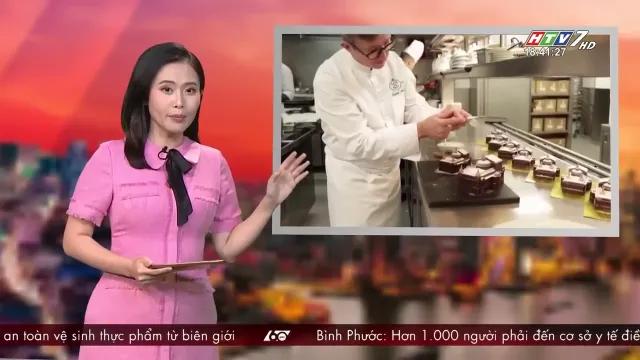 HTV7 HD
18:41:27
an toàn vệ sinh thực phẩm từ biên giới
60
Bình Phước: Hơn 1.000 người phải đến cơ sở y tế điề